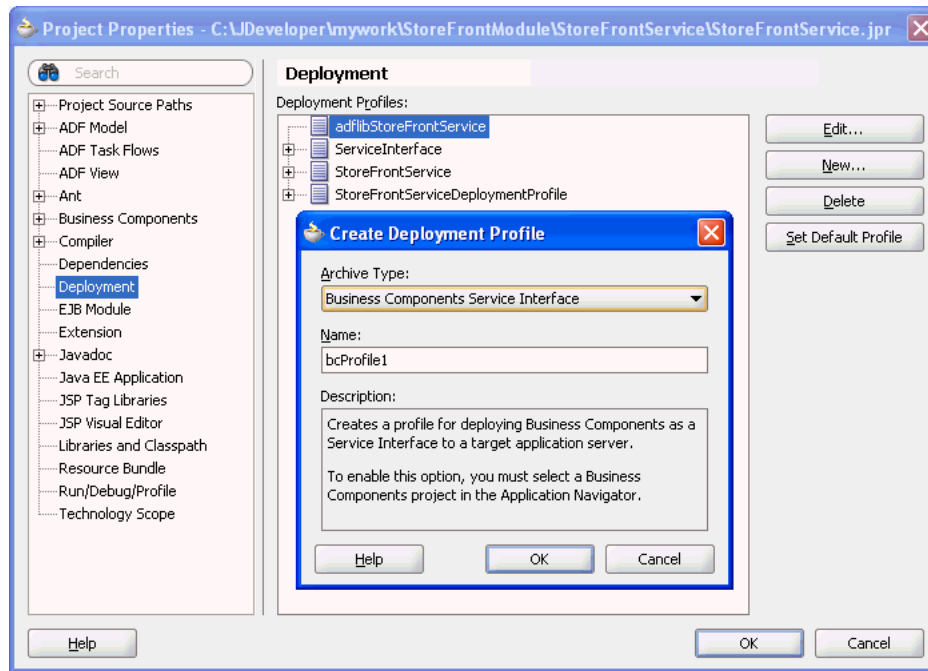 Project Properties - C:\JDeveloper\mywork\StoreFrontModule\StoreFrontService\StoreFrontService.jpr
Search
Project Source Paths
ADF Model
ADF Task Flows
ADF View
Ant
Business Components
Compiler
Dependencies
Deployment
EJB Module
Extension
Javadoc
Java EE Application
JSP Tag Libraries
JSP Visual Editor
Libraries and Classpath
Resource Bundle
Run/Debug/Profile
Technology Scope
Deployment
Deployment Profiles:
adflibStoreFrontService
ServiceInterface
StoreFrontService
StoreFrontServiceDeploymentProfile
Edit...
New...
Delete
Set Default Profile
Create Deployment Profile
Archive Type:
Business Components Service Interface
Name:
bcProfile1
Description:
Creates a profile for deploying Business Components as a
Service Interface to a target application server.
To enable this option, you must select a Business
Components project in the Application Navigator.
Help
OK
Cancel
Help
OK
Cancel